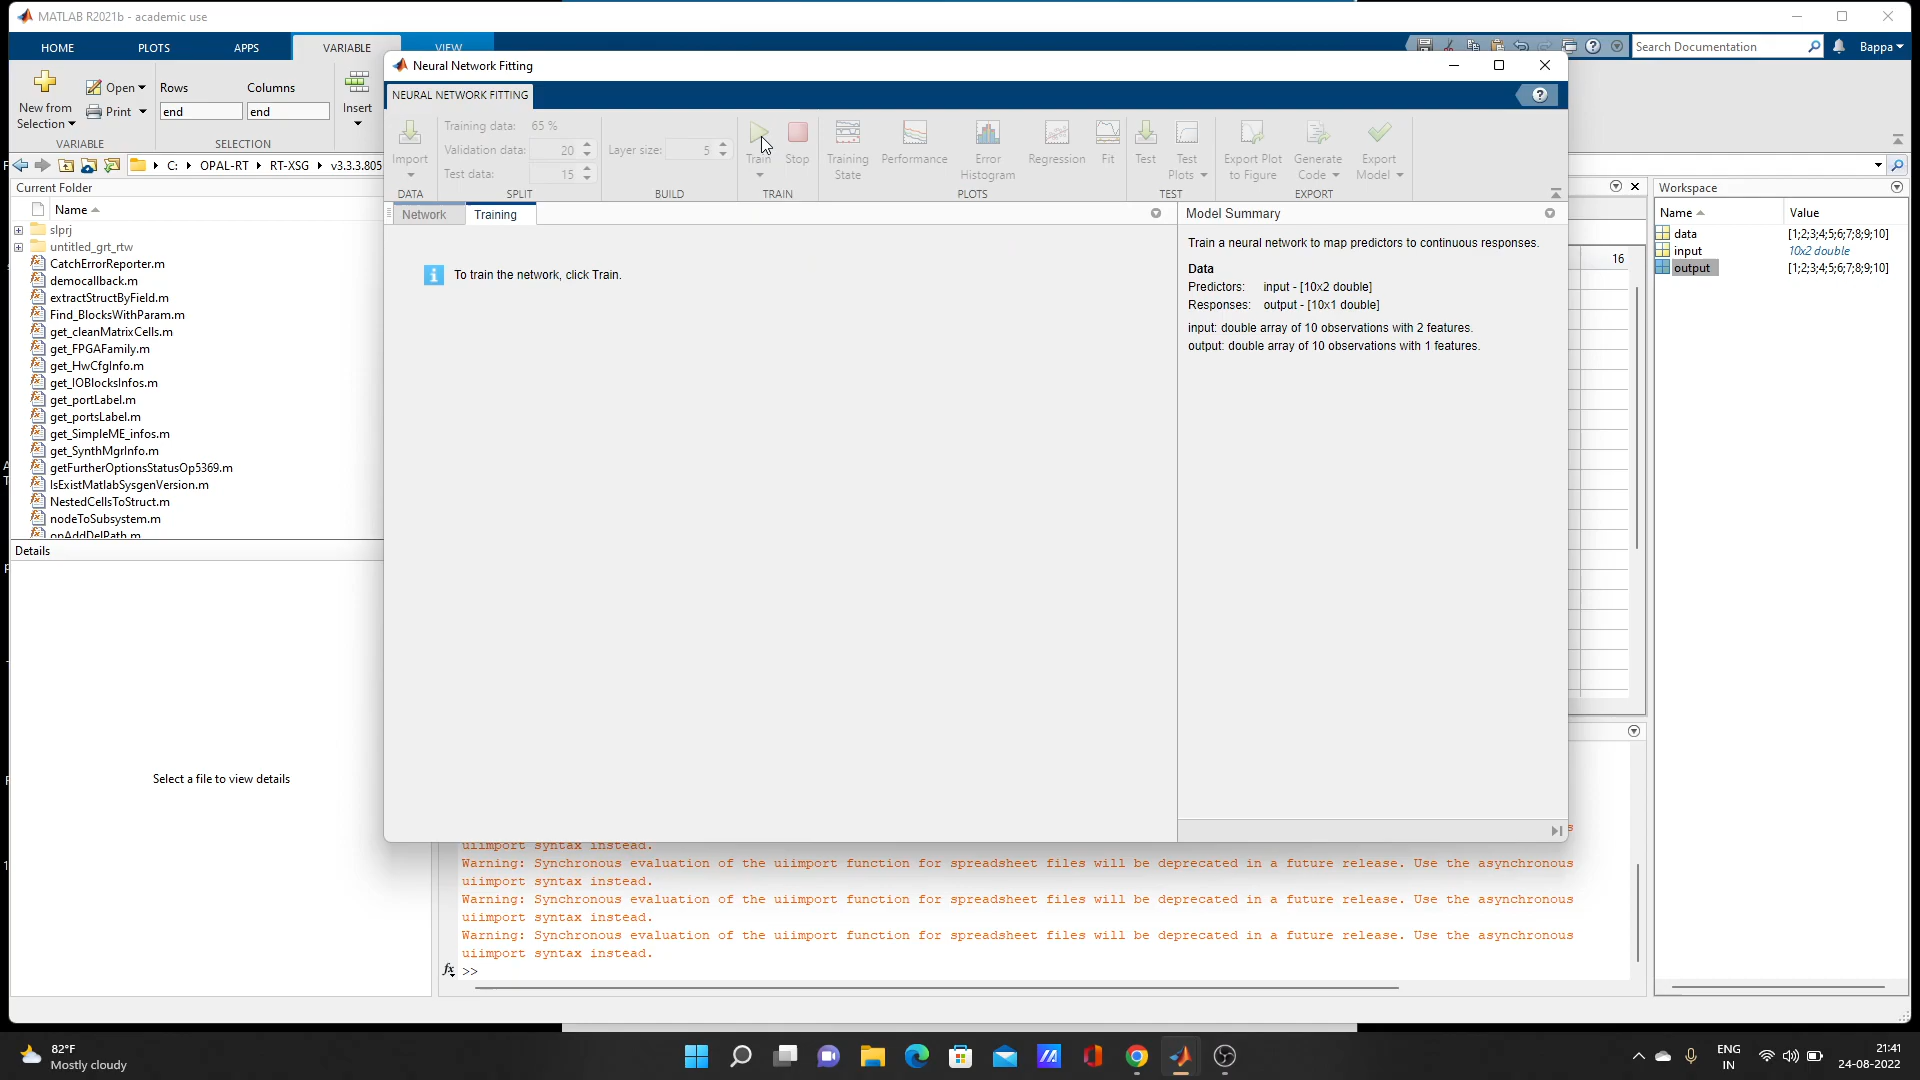 MATLAB R2021b - academic use
HOME PLOTS APPS VARIABLE VIEW
Search Documentation
Bappa
New from
Selection
Open
Print
Rows
end
Columns
end
Insert
VARIABLE
SELECTION
C: OPAL-RT RT-XSG v3.3.3.805
Current Folder
Name
slprj
untitled_grt_rtw
CatchErrorReporter.m
democallback.m
extractStructByField.m
Find_BlocksWithParam.m
get_cleanMatrixCells.m
get_FPGAFamily.m
get_HwCfgInfo.m
get_IOBlocksInfos.m
get_portLabel.m
get_portsLabel.m
get_SimpleME_infos.m
get_SynthMgrInfo.m
getFurtherOptionsStatusOp5369.m
IsExistMatlabSysgenVersion.m
NestedCellsToStruct.m
nodeToSubsystem.m
onAddDelPath.m
Details
Select a file to view details
Neural Network Fitting
NEURAL NETWORK FITTING
Import
DATA
Training data: 65 %
Validation data: 20
Test data: 15
SPLIT
Layer size: 5
BUILD
Train
Stop
TRAIN
Training
State
Performance
Error
Histogram
Regression
Fit
PLOTS
Test
Test
Plots
TEST
Export Plot
to Figure
Generate
Code
Export
Model
EXPORT
Network Training
To train the network, click Train.
Model Summary
Train a neural network to map predictors to continuous responses.
Data
Predictors: input - [10x2 double]
Responses: output - [10x1 double]
input: double array of 10 observations with 2 features.
output: double array of 10 observations with 1 features.
16
Workspace
Name Value
data [1;2;3;4;5;6;7;8;9;10]
input 10x2 double
output [1;2;3;4;5;6;7;8;9;10]
uiimport syntax instead.
Warning: Synchronous evaluation of the uiimport function for spreadsheet files will be deprecated in a future release. Use the asynchronous
uiimport syntax instead.
Warning: Synchronous evaluation of the uiimport function for spreadsheet files will be deprecated in a future release. Use the asynchronous
uiimport syntax instead.
Warning: Synchronous evaluation of the uiimport function for spreadsheet files will be deprecated in a future release. Use the asynchronous
uiimport syntax instead.
fx >>
82°F
Mostly cloudy
ENG
IN
21:41
24-08-2022